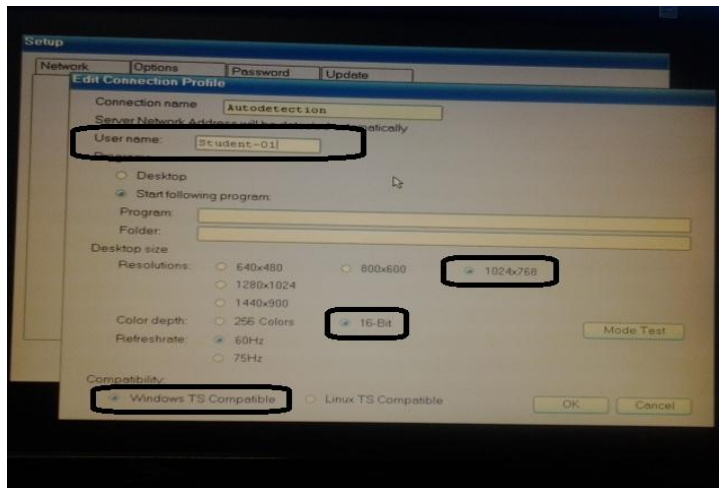 Setup
Network Options Password Update
Edit Connection Profile
Connection name Autodetection
Server Network Address will be automatically
User name: Student-01
Desktop
Start following program:
Program:
Folder:
Desktop size
Resolutions: 640x480 800x600 1024x768
1280x1024
1440x900
Color depth: 256 Colors 16-Bit
Mode Test
Refreshrate: 60Hz
75Hz
Compatibility:
Windows TS Compatible Linux TS Compatible
OK Cancel